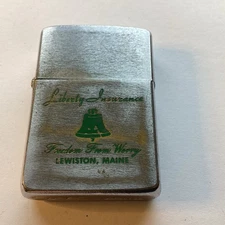 Liberty Insurance
Freedom From Worry
LEWISTON, MAINE